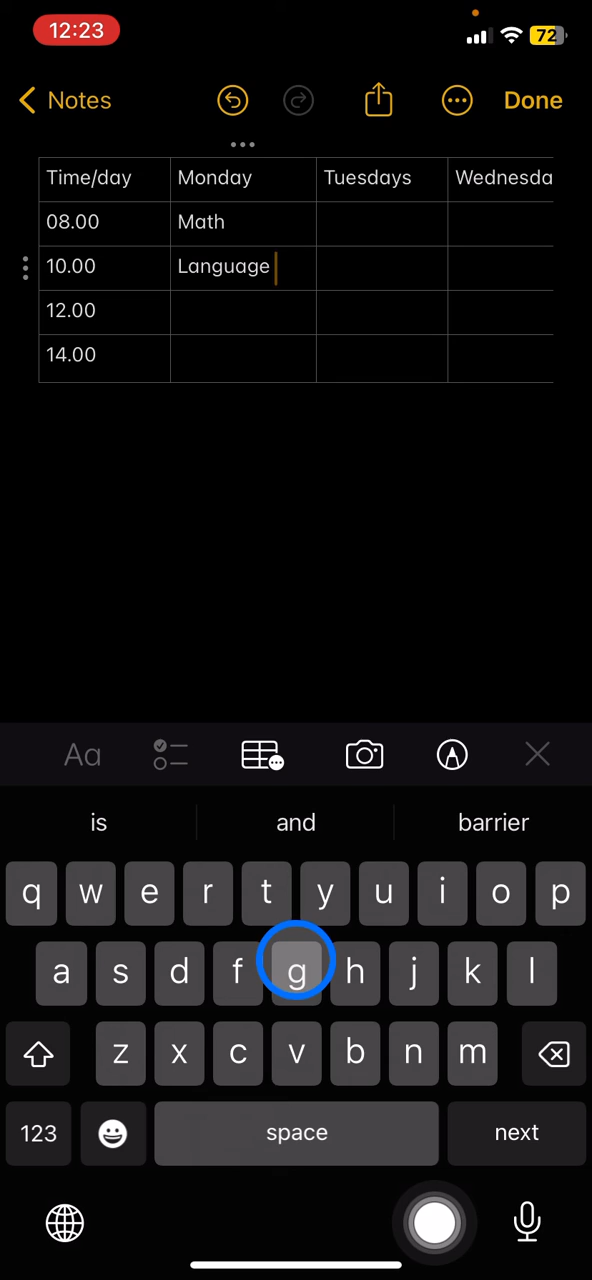 12:23
72
Notes
Done
Time/day Monday Tuesdays Wednesda
08.00 Math
10.00 Language
12.00
14.00
Aa
is and barrier
q w e r t y u i o p
a s d f g h j k l
z x c v b n m
123 space next